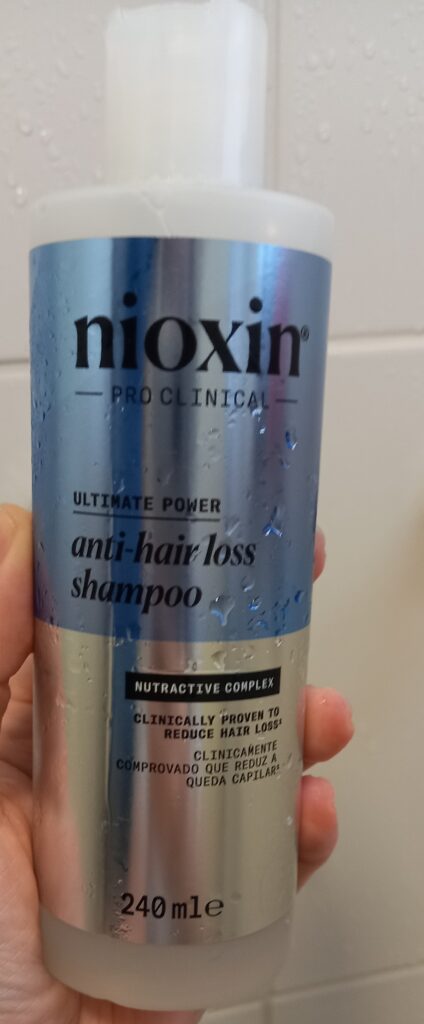 nioxin®
PRO CLINICAL
ULTIMATE POWER
anti-hair loss
shampoo
NUTRACTIVE COMPLEX
CLINICALLY PROVEN TO
REDUCE HAIR LOSS¹
CLINICAMENTE
COMPROVADO QUE REDUZ A
QUEDA CAPILAR¹
240 ml℮